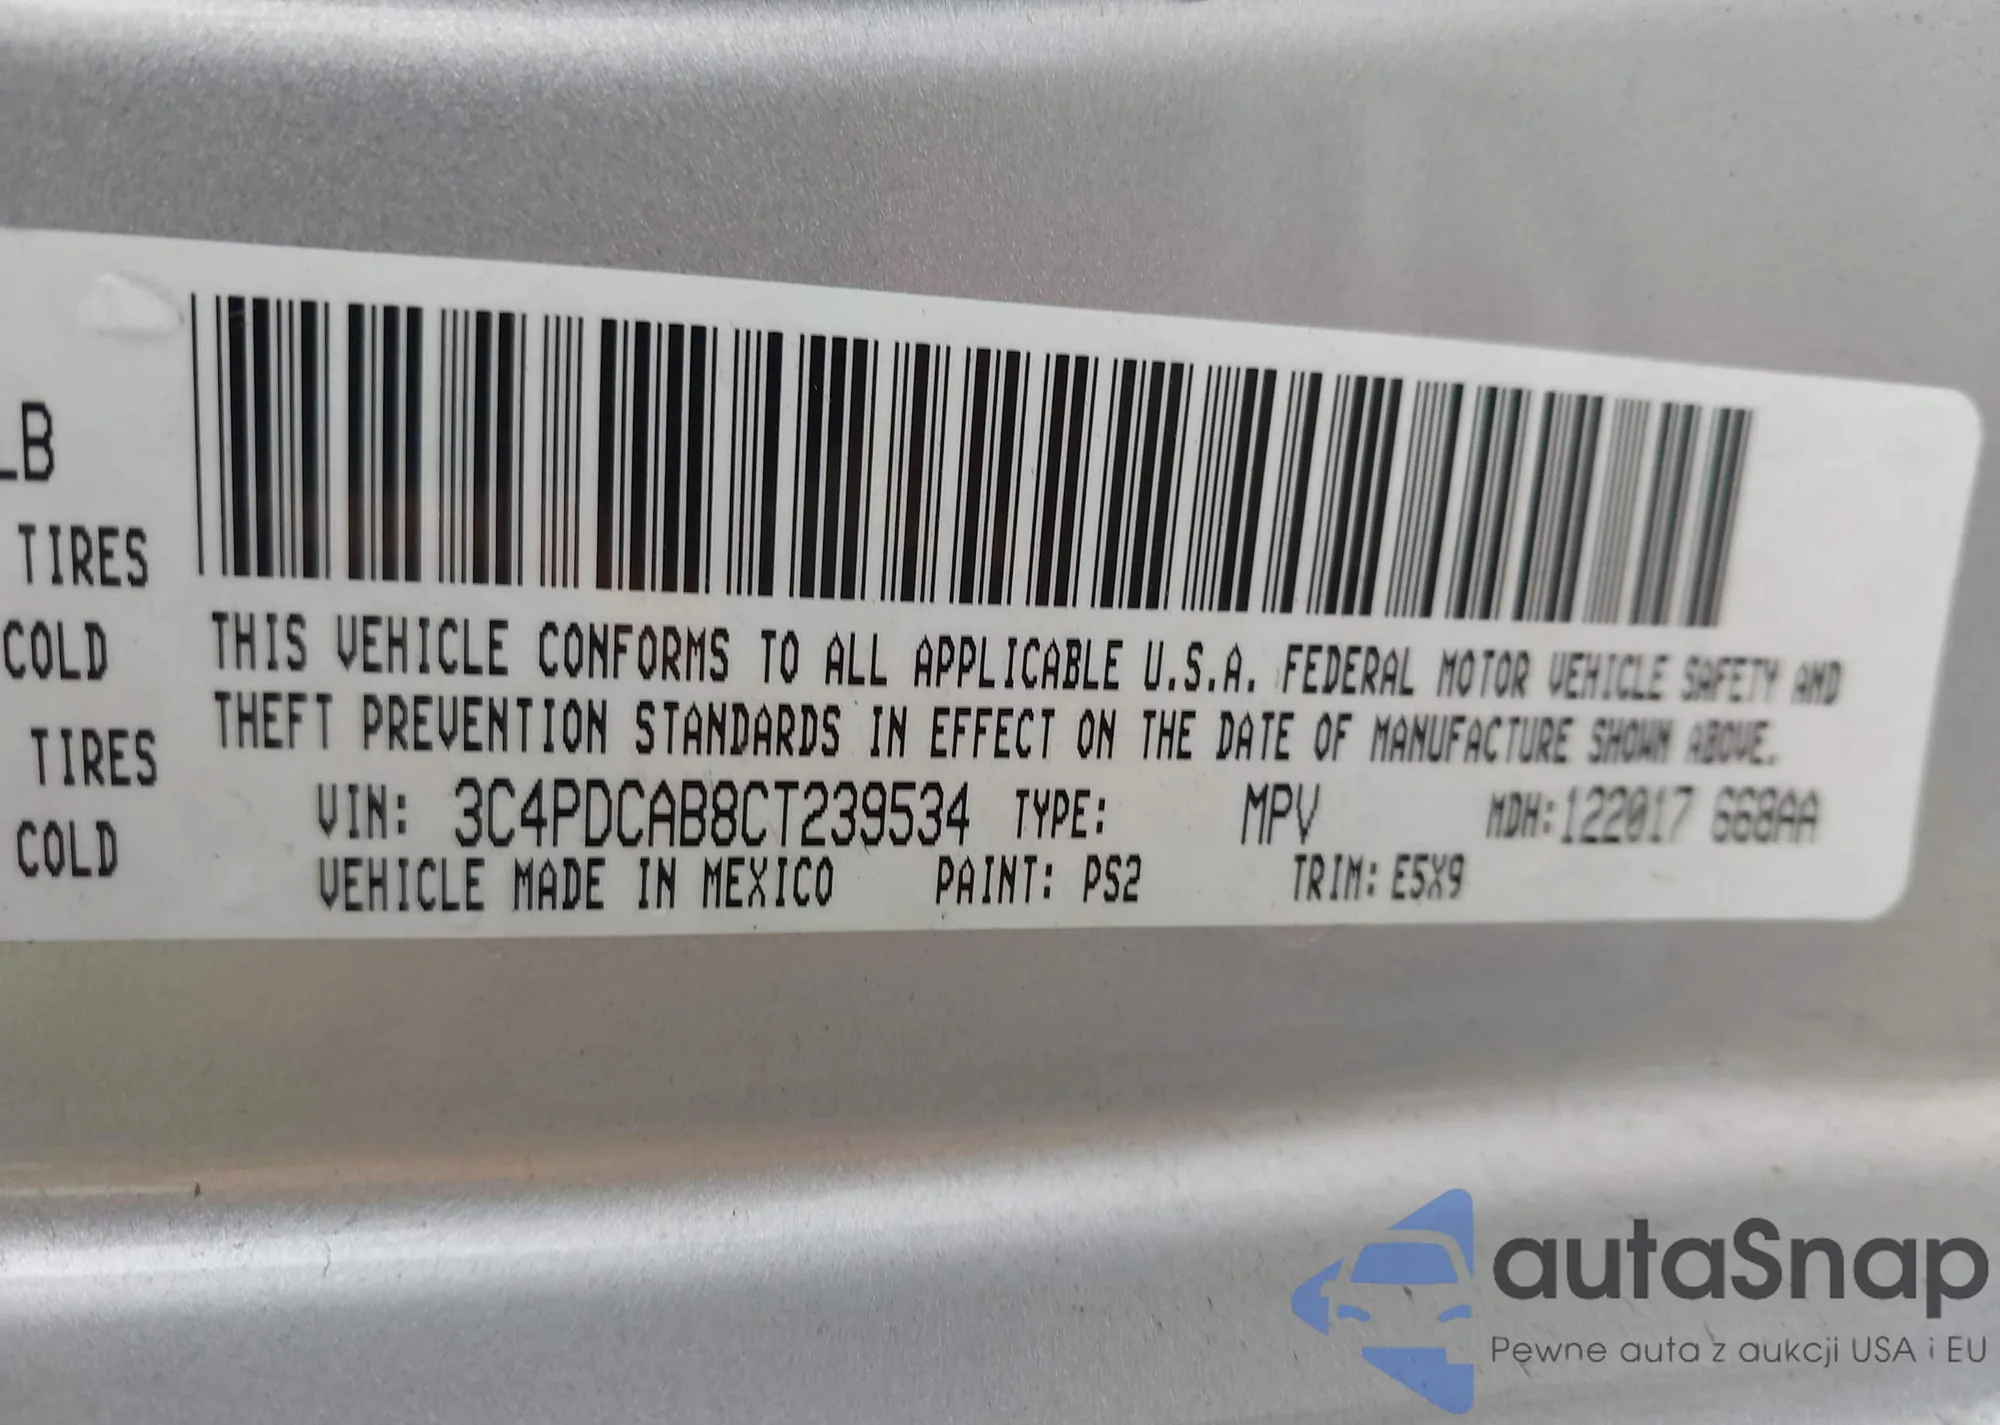 LB
TIRES
COLD
TIRES
COLD
THIS VEHICLE CONFORMS TO ALL APPLICABLE U.S.A. FEDERAL MOTOR VEHICLE SAFETY AND
THEFT PREVENTION STANDARDS IN EFFECT ON THE DATE OF MANUFACTURE SHOWN ABOVE.
VIN: 3C4PDCAB8CT239534 TYPE: MPV MDH:122017 668AA
VEHICLE MADE IN MEXICO PAINT: PS2 TRIM: E5X9
autaSnap
Pewne auta z aukcji USA i EU